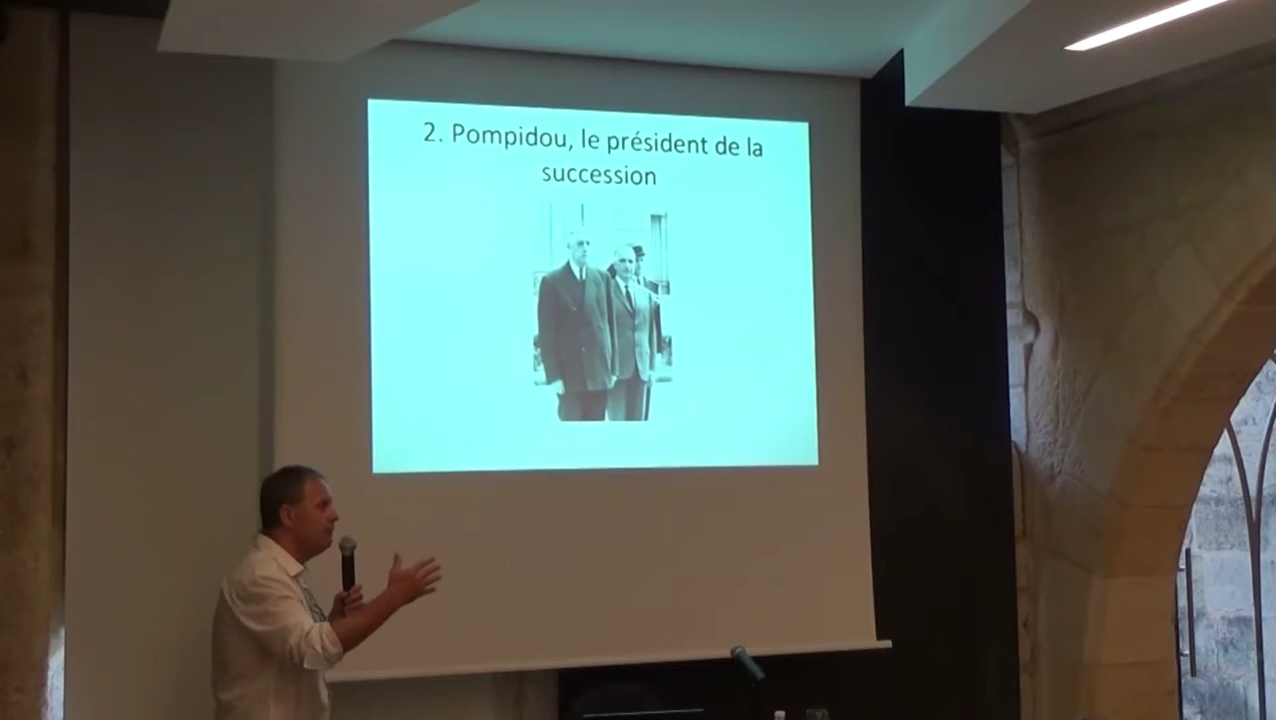 2. Pompidou, le président de la
succession